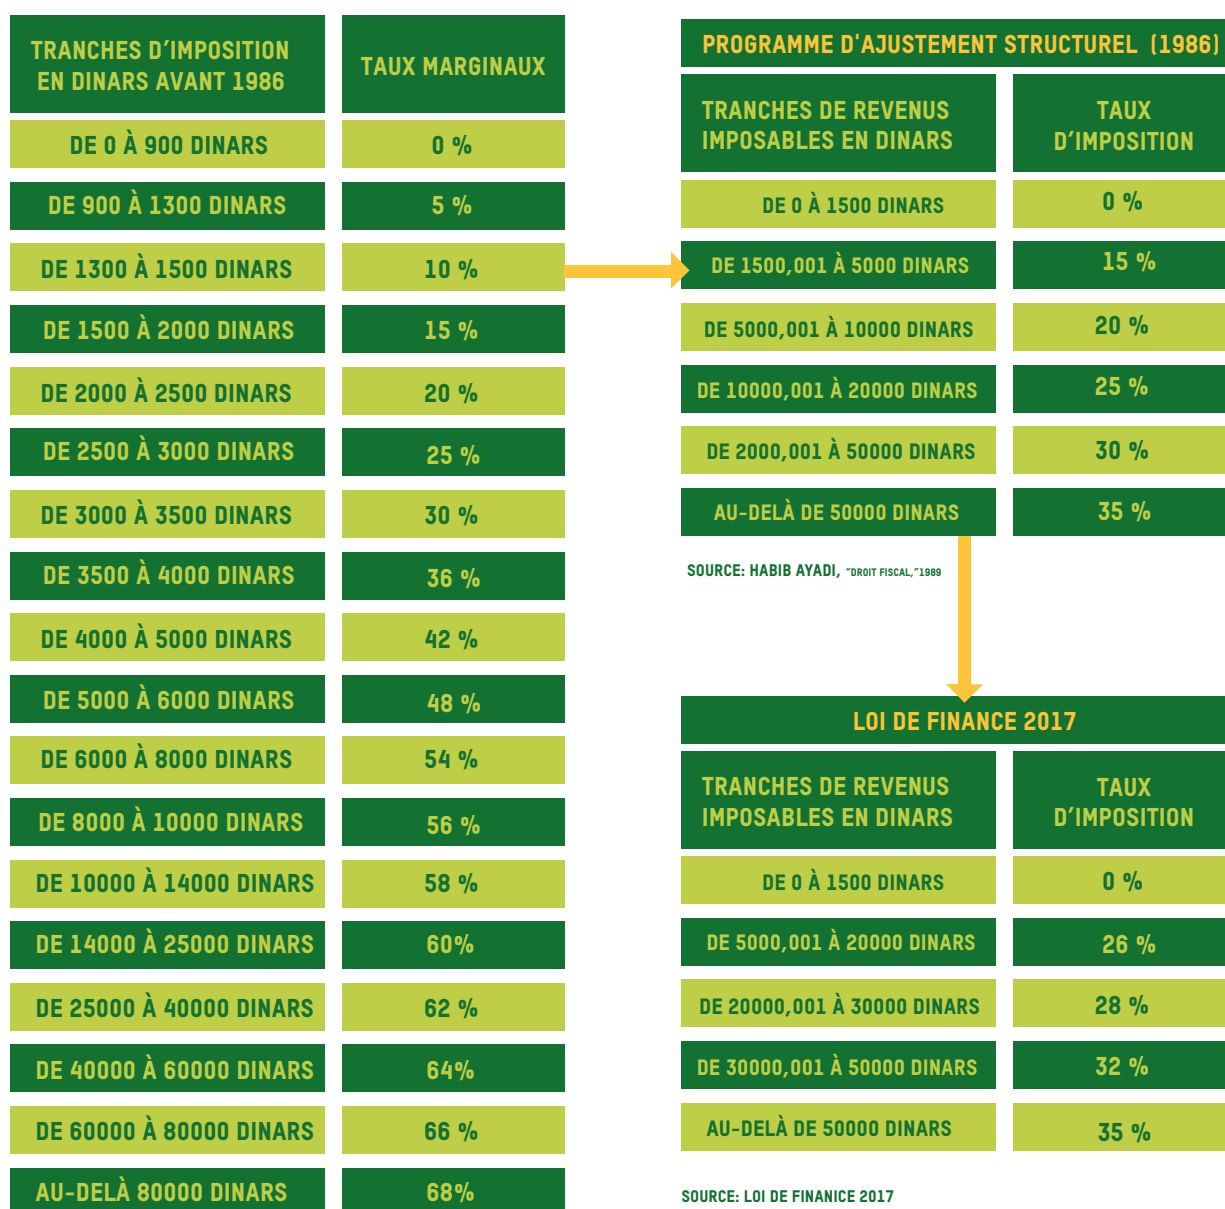 TRANCHES D'IMPOSITION
EN DINARS AVANT 1986
TAUX MARGINAUX
DE 0 À 900 DINARS
0 %
DE 900 À 1300 DINARS
5 %
DE 1300 À 1500 DINARS
10 %
DE 1500 À 2000 DINARS
15 %
DE 2000 À 2500 DINARS
20 %
DE 2500 À 3000 DINARS
25 %
DE 3000 À 3500 DINARS
30 %
DE 3500 À 4000 DINARS
36 %
DE 4000 À 5000 DINARS
42 %
DE 5000 À 6000 DINARS
48 %
DE 6000 À 8000 DINARS
54 %
DE 8000 À 10000 DINARS
56 %
DE 10000 À 14000 DINARS
58 %
DE 14000 À 25000 DINARS
60%
DE 25000 À 40000 DINARS
62 %
DE 40000 À 60000 DINARS
64%
DE 60000 À 80000 DINARS
66 %
AU-DELÀ 80000 DINARS
68%
PROGRAMME D'AJUSTEMENT STRUCTUREL (1986)
TRANCHES DE REVENUS
IMPOSABLES EN DINARS
TAUX
D'IMPOSITION
DE 0 À 1500 DINARS
0 %
DE 1500,001 À 5000 DINARS
15 %
DE 5000,001 À 10000 DINARS
20 %
DE 10000,001 À 20000 DINARS
25 %
DE 2000,001 À 50000 DINARS
30 %
AU-DELÀ DE 50000 DINARS
35 %
SOURCE: HABIB AYADI, "DROIT FISCAL,"1989
LOI DE FINANCE 2017
TRANCHES DE REVENUS
IMPOSABLES EN DINARS
TAUX
D'IMPOSITION
DE 0 À 1500 DINARS
0 %
DE 5000,001 À 20000 DINARS
26 %
DE 20000,001 À 30000 DINARS
28 %
DE 30000,001 À 50000 DINARS
32 %
AU-DELÀ DE 50000 DINARS
35 %
SOURCE: LOI DE FINANICE 2017